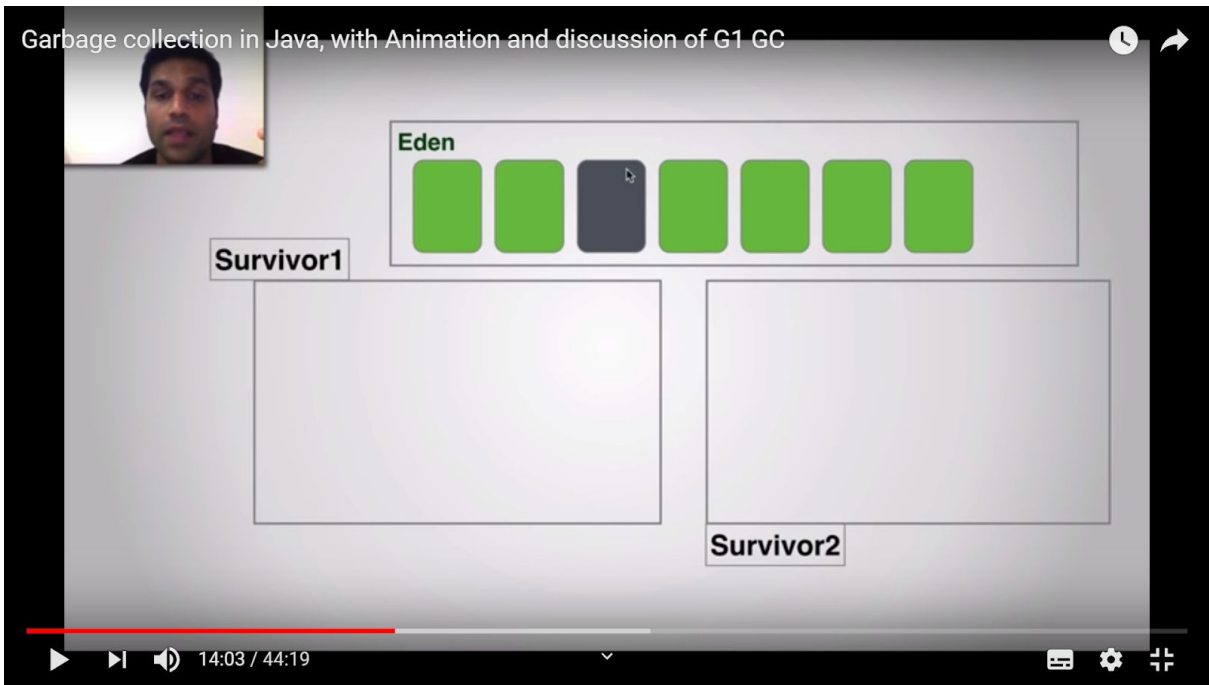 Garbage collection in Java, with Animation and discussion of G1 GC
Eden
Survivor1
Survivor2
14:03 / 44:19